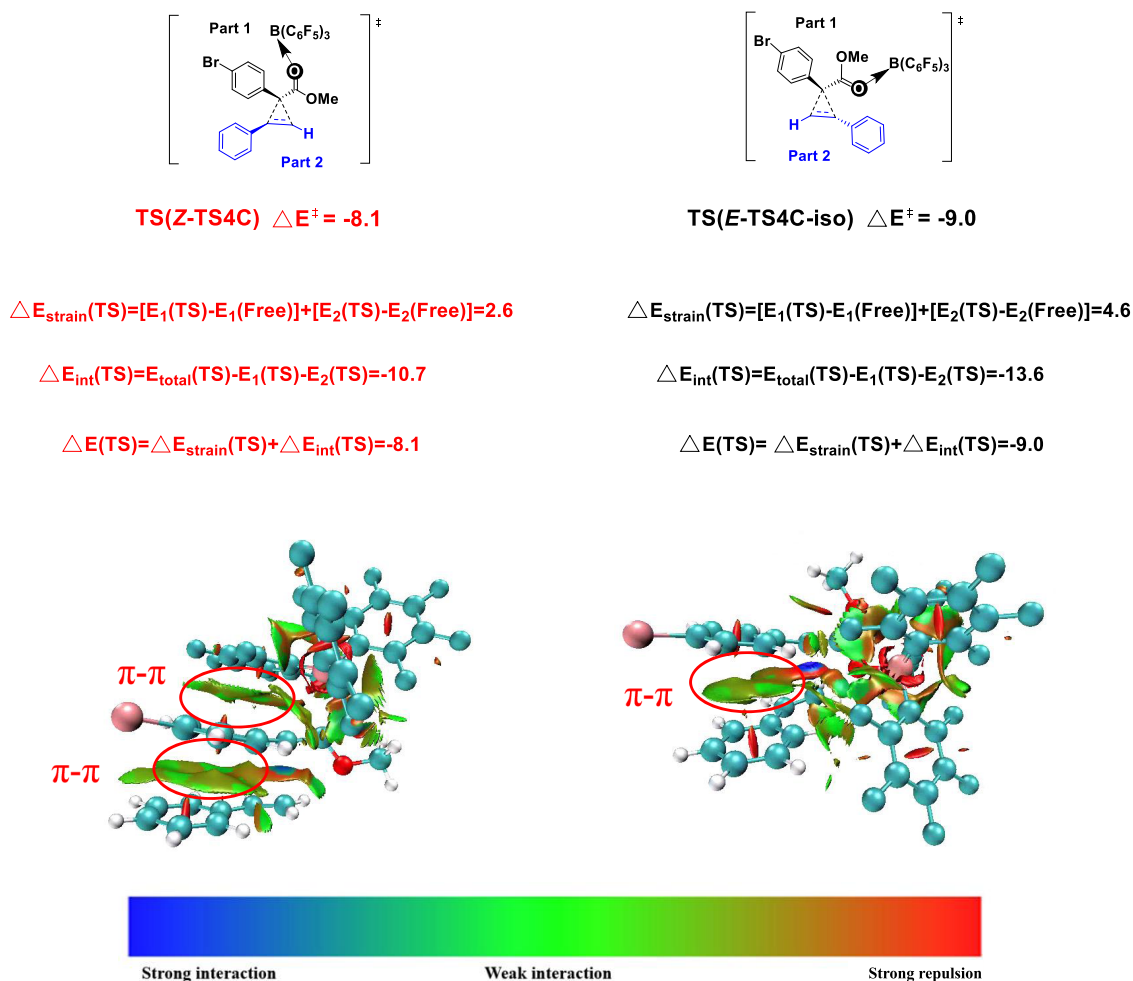 Part 1
B(C6F5)3
‡
Br
O
OMe
H
Part 2
Part 1
‡
Br
OMe
B(C6F5)3
O
H
Part 2
TS(Z-TS4C) △E‡ = -8.1
TS(E-TS4C-iso) △E‡ = -9.0
△Estrain(TS)=[E1(TS)-E1(Free)]+[E2(TS)-E2(Free)]=2.6
△Estrain(TS)=[E1(TS)-E1(Free)]+[E2(TS)-E2(Free)]=4.6
△Eint(TS)=Etotal(TS)-E1(TS)-E2(TS)=-10.7
△Eint(TS)=Etotal(TS)-E1(TS)-E2(TS)=-13.6
△E(TS)=△Estrain(TS)+△Eint(TS)=-8.1
△E(TS)= △Estrain(TS)+△Eint(TS)=-9.0
π-π
π-π
π-π
Strong interaction
Weak interaction
Strong repulsion